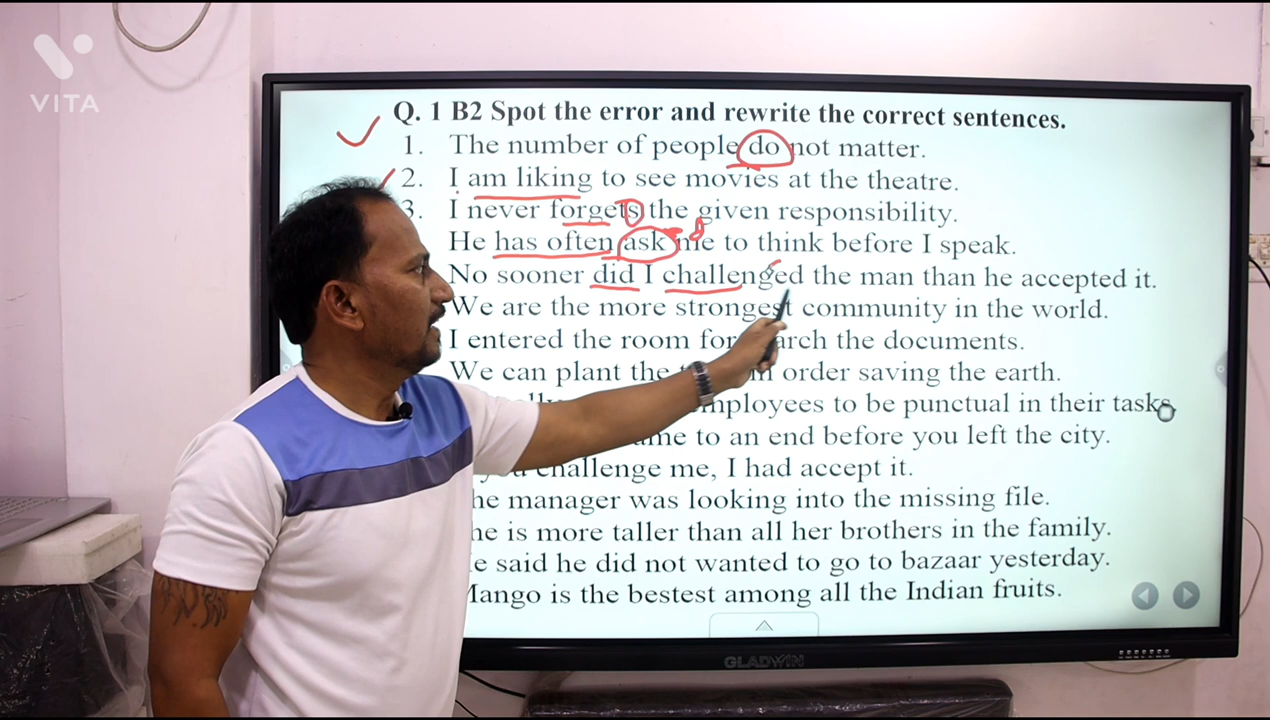 VITA
Q. 1 B2 Spot the error and rewrite the correct sentences.
1. The number of people do not matter.
2. I am liking to see movies at the theatre.
3. I never forgets the given responsibility.
He has often ask me to think before I speak.
No sooner did I challenged the man than he accepted it.
We are the more strongest community in the world.
I entered the room for the documents.
We can plant the order saving the earth.
employees to be punctual in their tasks.
to an end before you left the city.
challenge me, I had accept it.
manager was looking into the missing file.
is more taller than all her brothers in the family.
said he did not wanted to go to bazaar yesterday.
Mango is the bestest among all the Indian fruits.
GLADWIN